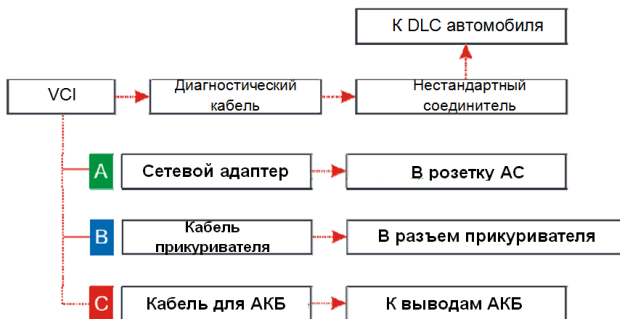 К DLC автомобиля
VCI
Диагностический
кабель
Нестандартный
соединитель
A
Сетевой адаптер
В розетку АС
B
Кабель
прикуривателя
В разъем прикуривателя
C
Кабель для АКБ
К выводам АКБ